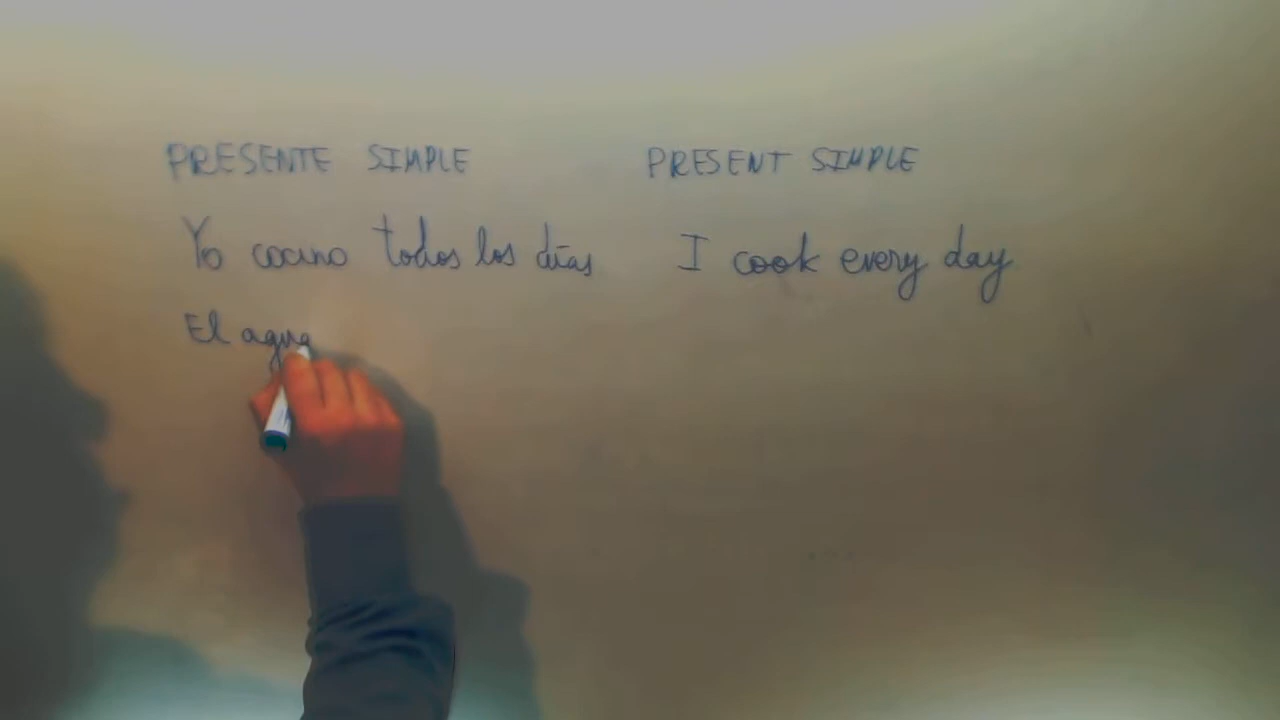 PRESENTE SIMPLE PRESENT SIMPLE
Yo cocino todos los días I cook every day
El agua